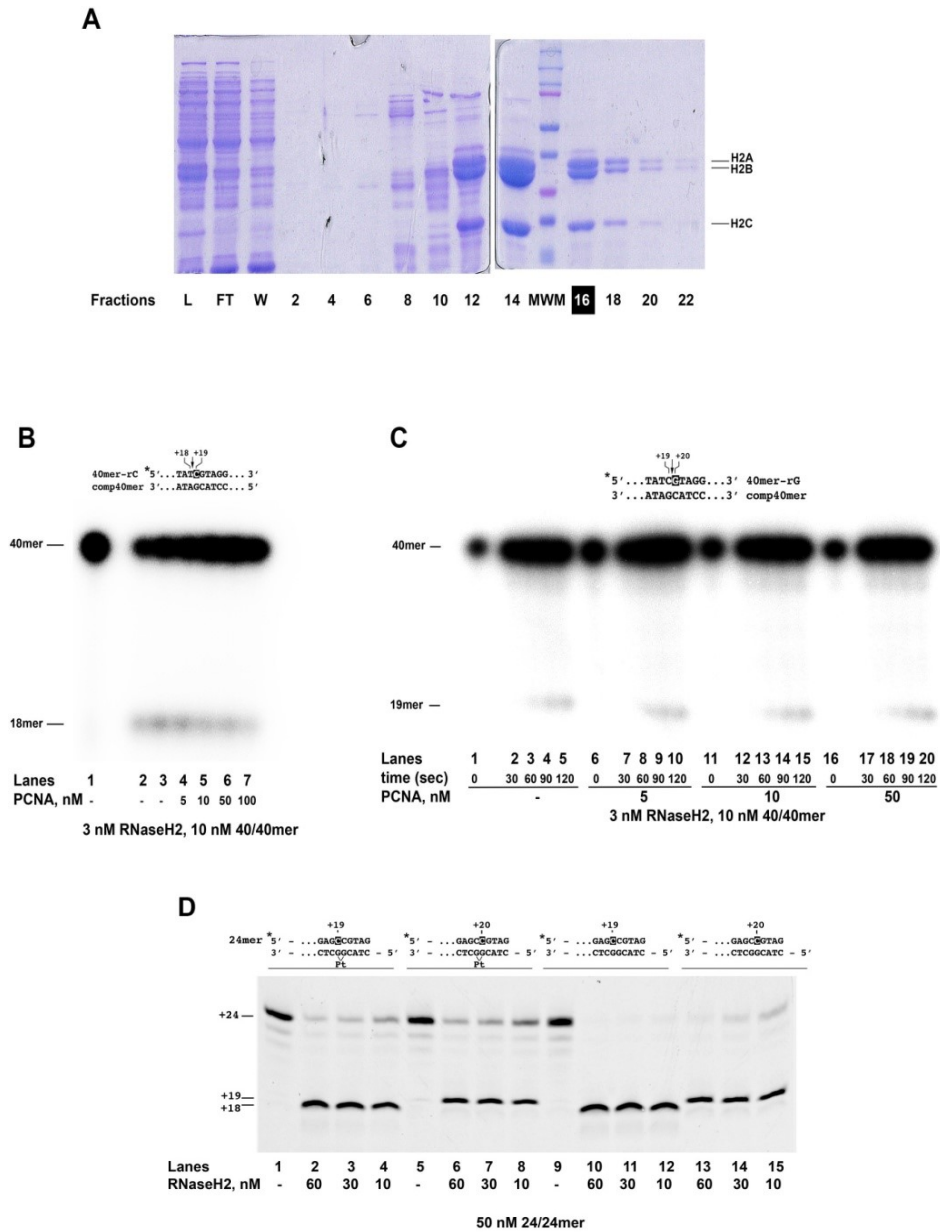 A
H2A
H2B
H2C
Fractions L FT W 2 4 6 8 10 12 14 MWM 16 18 20 22
B
+18 +19
40mer-rC *5'...TATCGTAGG...3'
comp40mer 3'...ATAGCATCC...5'
40mer
18mer
Lanes 1 2 3 4 5 6 7
PCNA, nM - - - 5 10 50 100
3 nM RNaseH2, 10 nM 40/40mer
C
+19 +20
*5'...TATCGTAGG...3' 40mer-rG
3'...ATAGCATCC...3' comp40mer
40mer
19mer
Lanes 1 2 3 4 5 6 7 8 9 10 11 12 13 14 15 16 17 18 19 20
time (sec) 0 30 60 90 120 0 30 60 90 120 0 30 60 90 120 0 30 60 90 120
PCNA, nM - 5 10 50
3 nM RNaseH2, 10 nM 40/40mer
D
+19 +20 +19 +20
24mer *5' - ...GAGCCGTAG *5' - ...GAGCCGTAG *5' - ...GAGCCGTAG *5' - ...GAGCCGTAG
3' - ...CTCGGCATC - 5' 3' - ...CTCGGCATC - 5' 3' - ...CTCGGCATC - 5' 3' - ...CTCGGCATC - 5'
Pt Pt
+24
+19
+18
Lanes 1 2 3 4 5 6 7 8 9 10 11 12 13 14 15
RNaseH2, nM - 60 30 10 - 60 30 10 - 60 30 10 60 30 10
50 nM 24/24mer